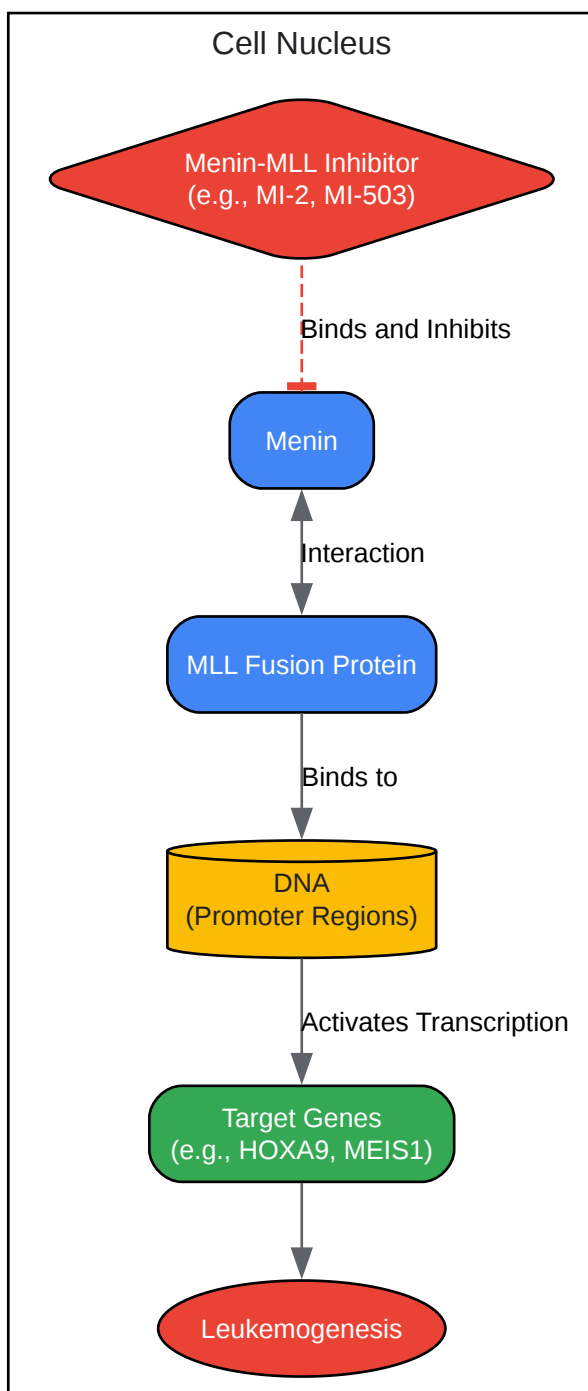 Cell Nucleus
Menin-MLL Inhibitor
(e.g., MI-2, MI-503)
Binds and Inhibits
Menin
Interaction
MLL Fusion Protein
Binds to
DNA
(Promoter Regions)
Activates Transcription
Target Genes
(e.g., HOXA9, MEIS1)
Leukemogenesis